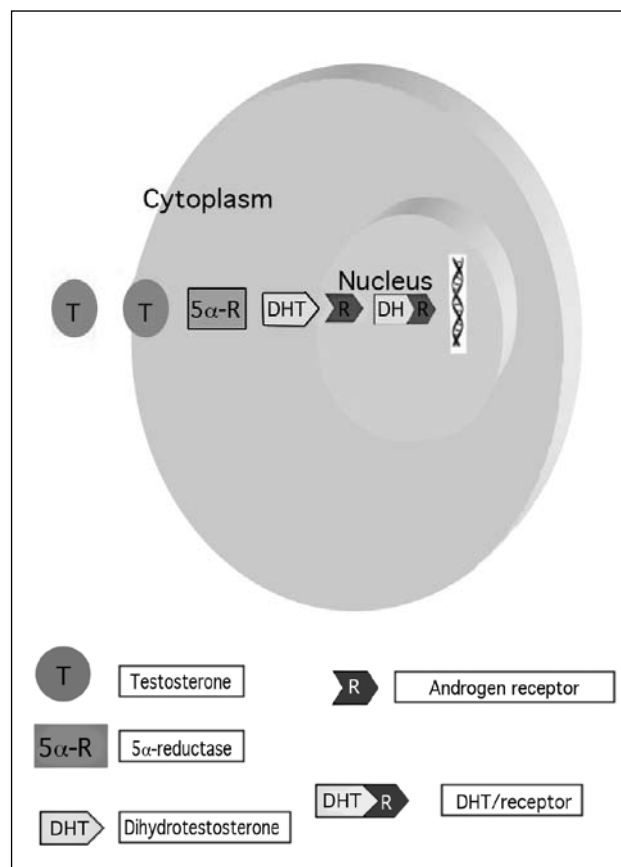 Cytoplasm
Nucleus
T T 5α-R DHT R DH R
T Testosterone
R Androgen receptor
5α-R 5α-reductase
DHT Dihydrotestosterone
DHT R DHT/receptor